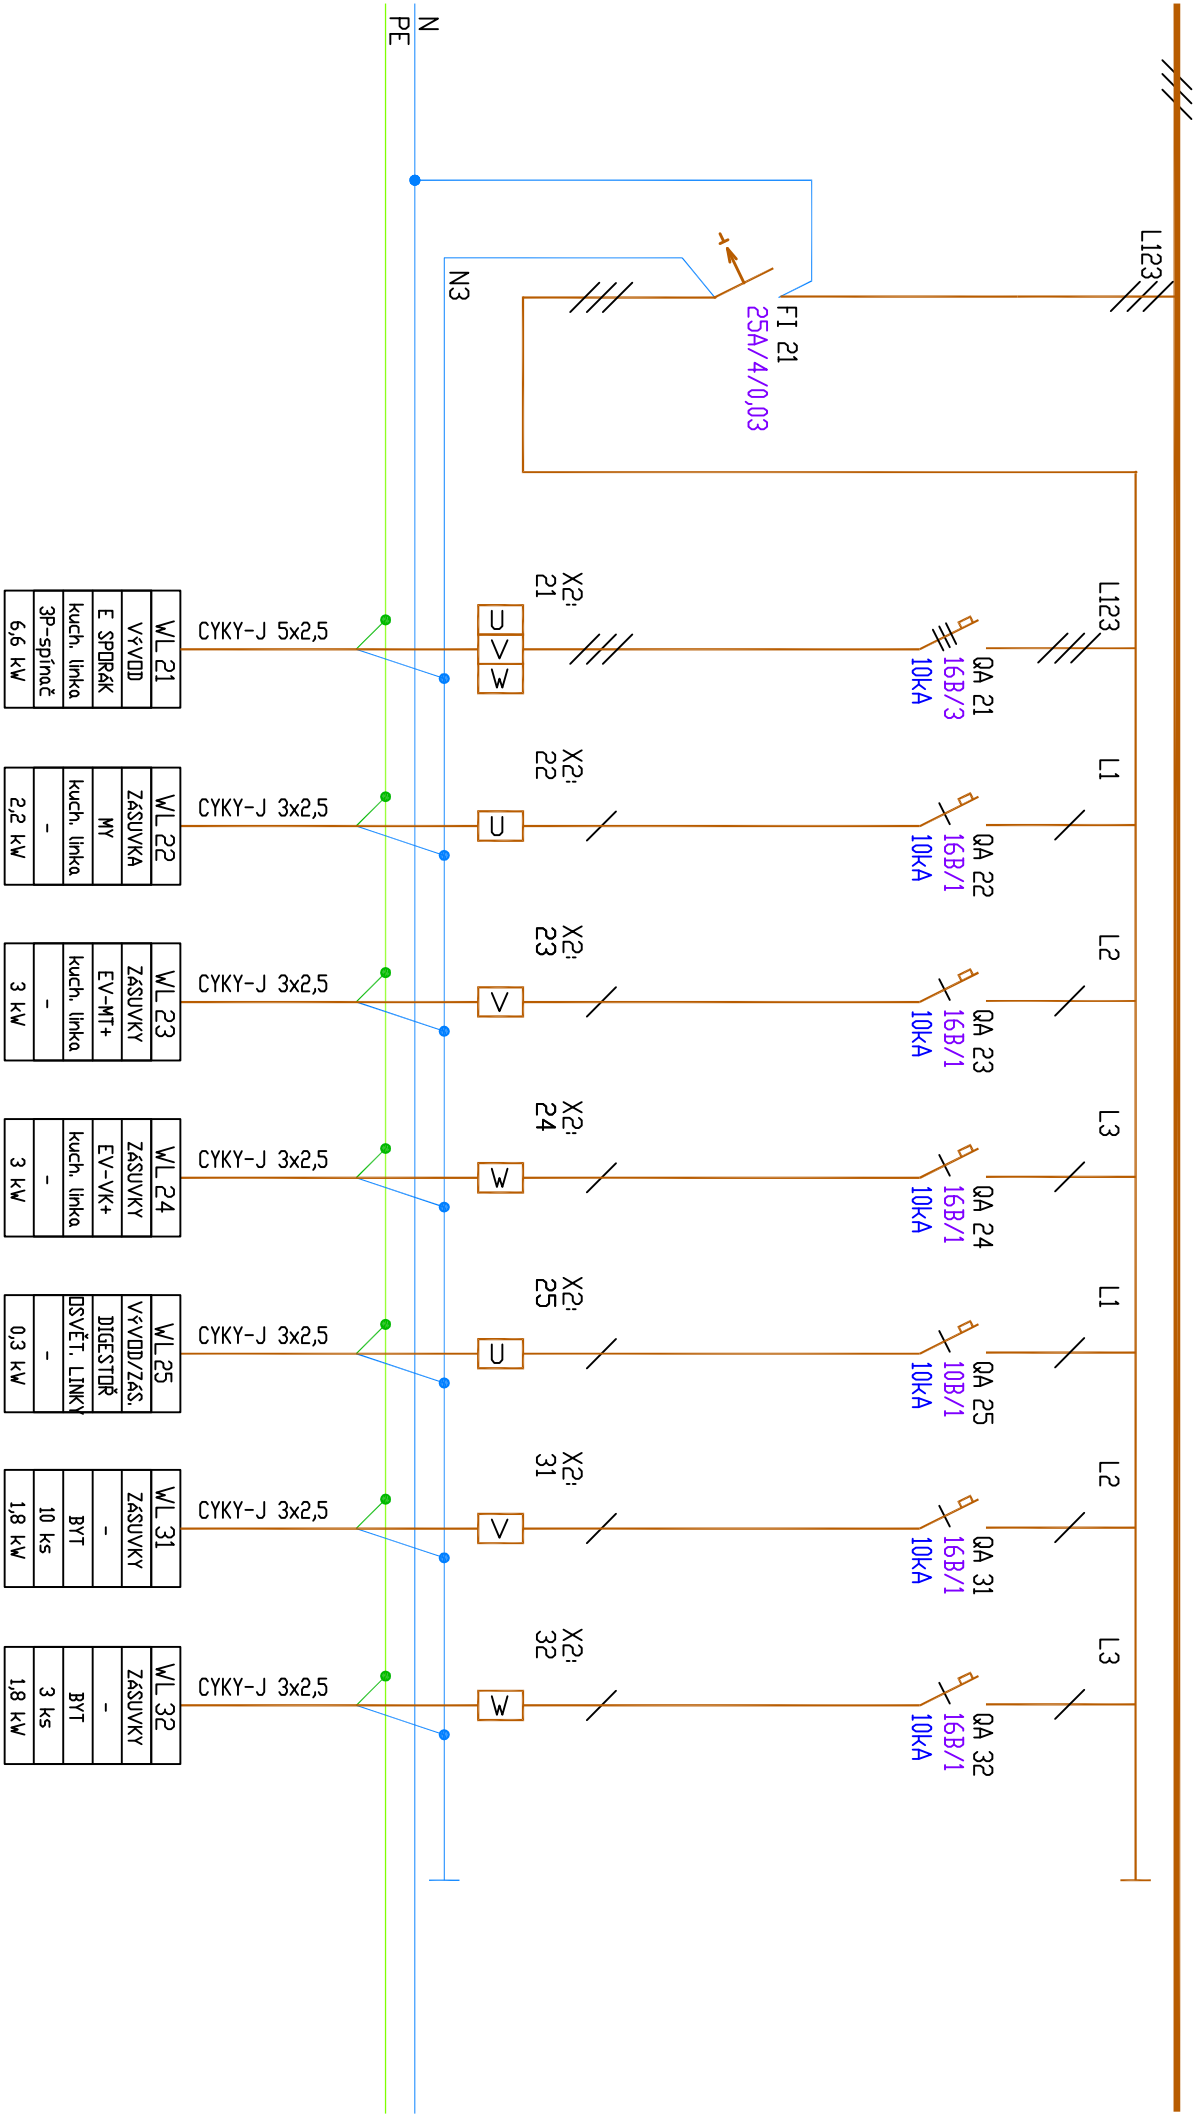 L123
FI 21
25A/4/0,03
N3
N
PE
L123
QA 21
16B/3
10kA
X2:
21
U
V
W
CYKY-J 5x2,5
WL 21
VÝVOD
E SPORÁK
kuch. linka
3P-spínač
6,6 kW
L1
QA 22
16B/1
10kA
X2:
22
U
CYKY-J 3x2,5
WL 22
ZÁSUVKA
MY
kuch. linka
-
2,2 kW
L2
QA 23
16B/1
10kA
X2:
23
V
CYKY-J 3x2,5
WL 23
ZÁSUVKY
EV-MT+
kuch. linka
-
3 kW
L3
QA 24
16B/1
10kA
X2:
24
W
CYKY-J 3x2,5
WL 24
ZÁSUVKY
EV-VK+
kuch. linka
-
3 kW
L1
QA 25
10B/1
10kA
X2:
25
U
CYKY-J 3x2,5
WL 25
VÝVOD/ZÁS.
DIGESTOŘ
OSVĚT. LINKY
-
0,3 kW
L2
QA 31
16B/1
10kA
X2:
31
V
CYKY-J 3x2,5
WL 31
ZÁSUVKY
-
BYT
10 ks
1,8 kW
L3
QA 32
16B/1
10kA
X2:
32
W
CYKY-J 3x2,5
WL 32
ZÁSUVKY
-
BYT
3 ks
1,8 kW